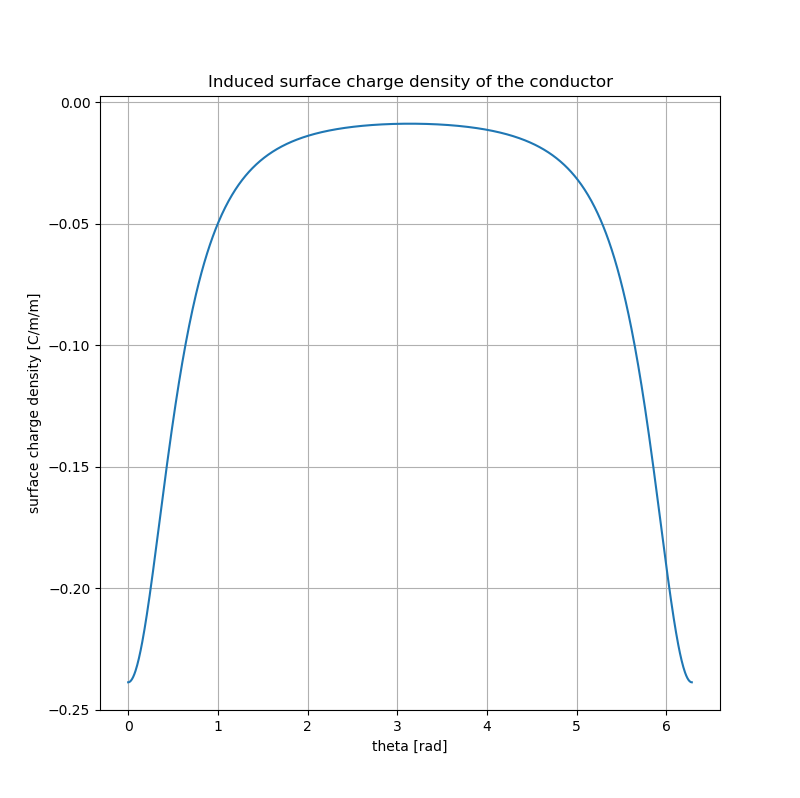 Induced surface charge density of the conductor
surface charge density [C/m/m]
0.00
−0.05
−0.10
−0.15
−0.20
−0.25
0 1 2 3 4 5 6
theta [rad]